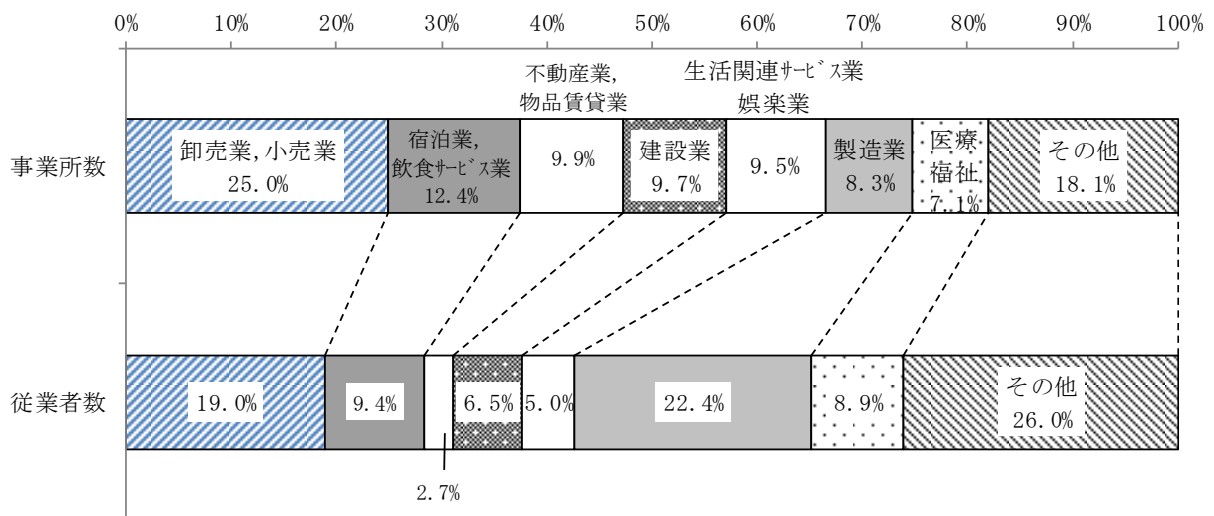 0% 10% 20% 30% 40% 50% 60% 70% 80% 90% 100%
不動産業,
物品賃貸業
生活関連サービス業
娯楽業
事業所数
卸売業,小売業
25.0%
宿泊業,
飲食サービス業
12.4%
9.9%
建設業
9.7%
9.5%
製造業
8.3%
医療
福祉
7.1%
その他
18.1%
従業者数
19.0%
9.4%
2.7%
6.5%
5.0%
22.4%
8.9%
その他
26.0%